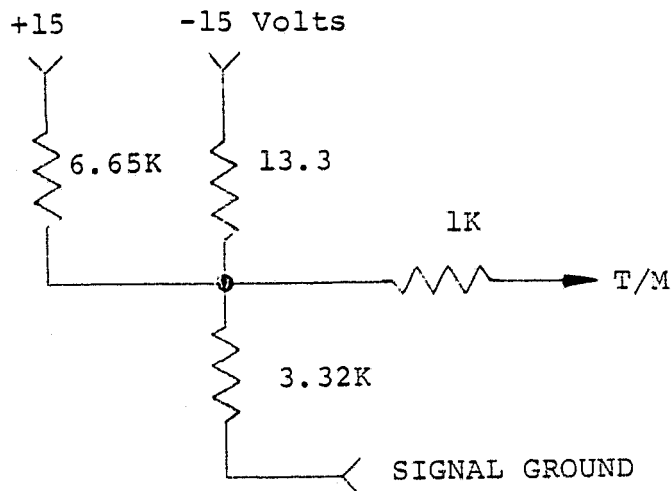 +15
-15 Volts
6.65K
13.3
1K
T/M
3.32K
SIGNAL GROUND